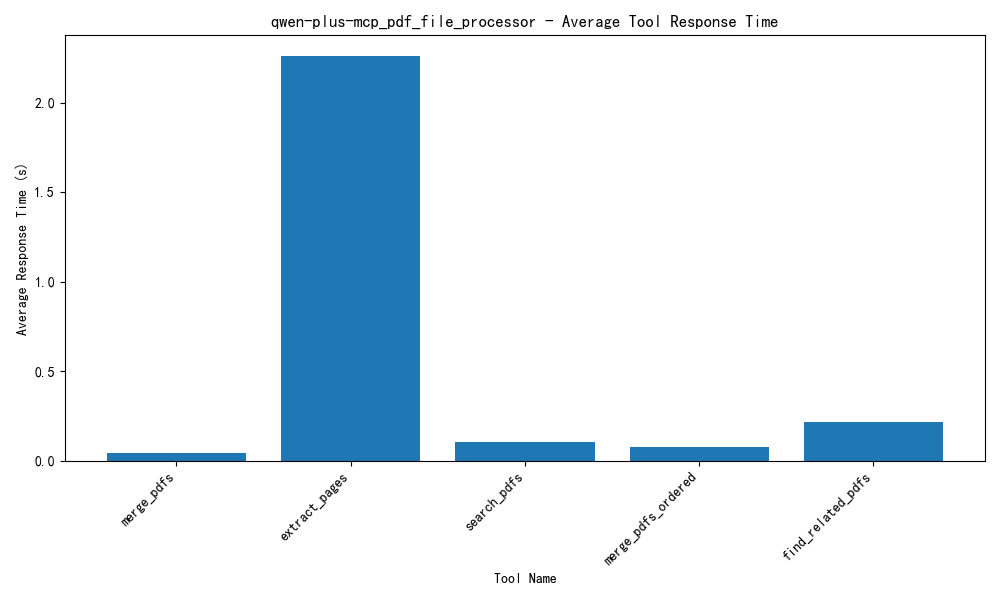 qwen-plus-mcp_pdf_file_processor - Average Tool Response Time
Average Response Time (s)
2.0
1.5
1.0
0.5
0.0
merge_pdfs
extract_pages
search_pdfs
merge_pdfs_ordered
find_related_pdfs
Tool Name